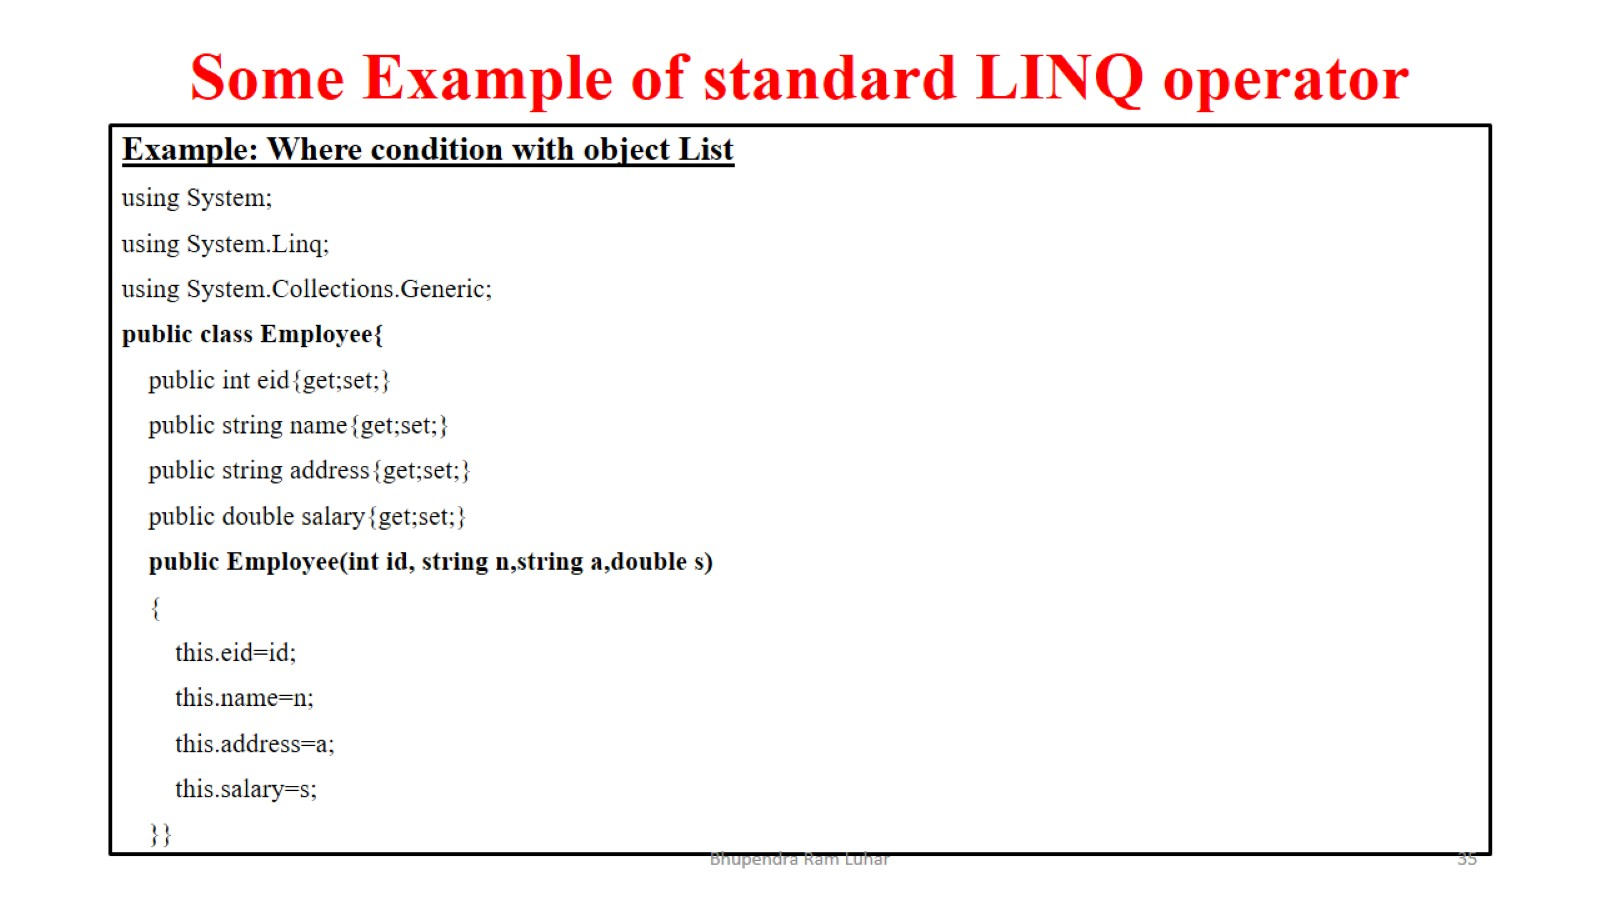 Some Example of standard LINQ operator
Example: Where condition with object List
using System;
using System.Linq;
using System.Collections.Generic;
public class Employee{
public int eid{get;set;}
public string name{get;set;}
public string address{get;set;}
public double salary{get;set;}
public Employee(int id, string n,string a,double s)
{
this.eid=id;
this.name=n;
this.address=a;
this.salary=s;
}}
Bhupendra Ram Luhar
35